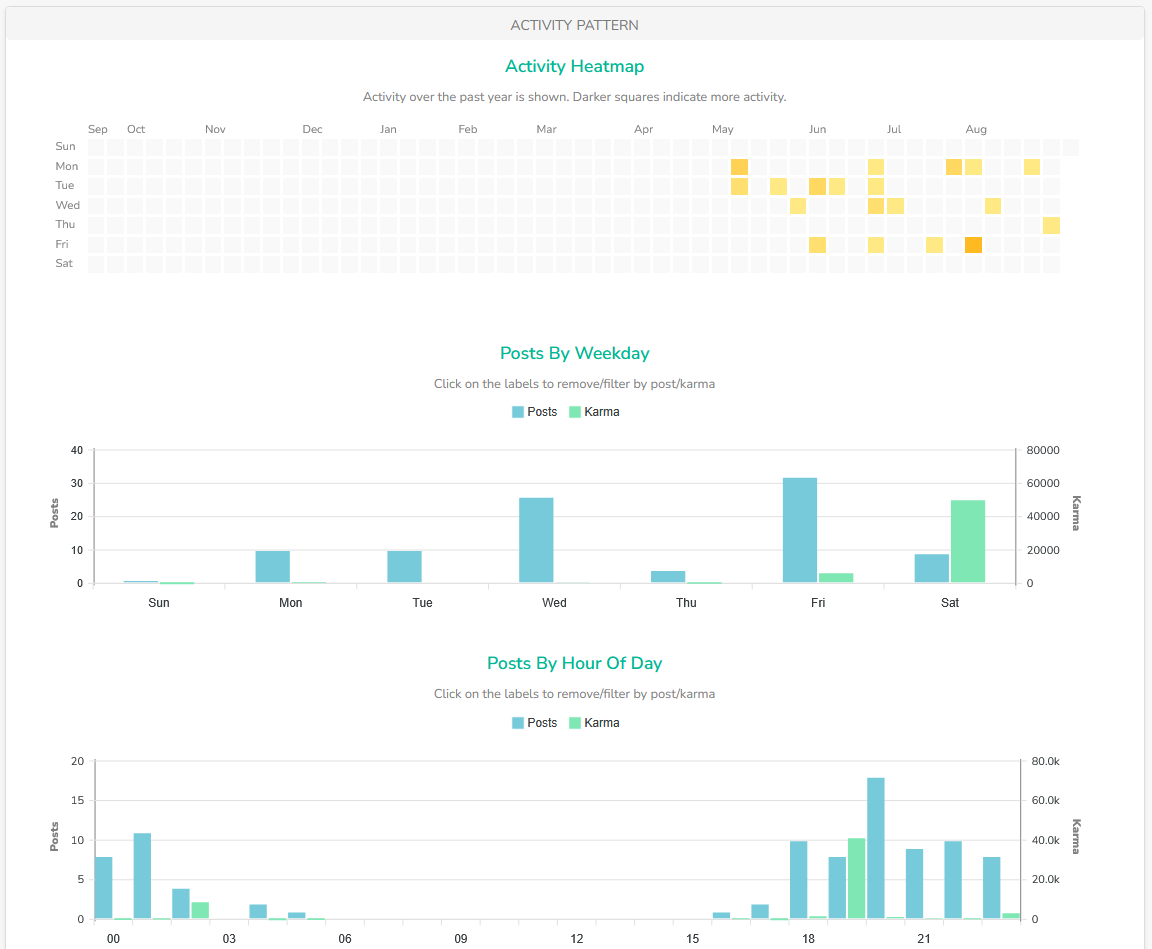 ACTIVITY PATTERN
Activity Heatmap
Activity over the past year is shown. Darker squares indicate more activity.
Sep Oct Nov Dec Jan Feb Mar Apr May Jun Jul Aug
Sun
Mon
Tue
Wed
Thu
Fri
Sat
Posts By Weekday
Click on the labels to remove/filter by post/karma
Posts Karma
40 80000
30 60000
20 40000
10 20000
0 0
Posts
Karma
Sun Mon Tue Wed Thu Fri Sat
Posts By Hour Of Day
Click on the labels to remove/filter by post/karma
Posts Karma
20 80.0k
15 60.0k
10 40.0k
5 20.0k
0 0
Posts
Karma
00 03 06 09 12 15 18 21